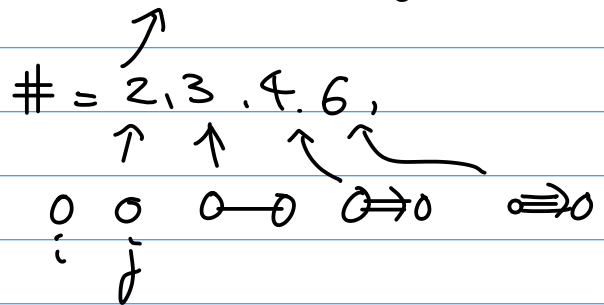 # = 2, 3, 4, 6,
i j